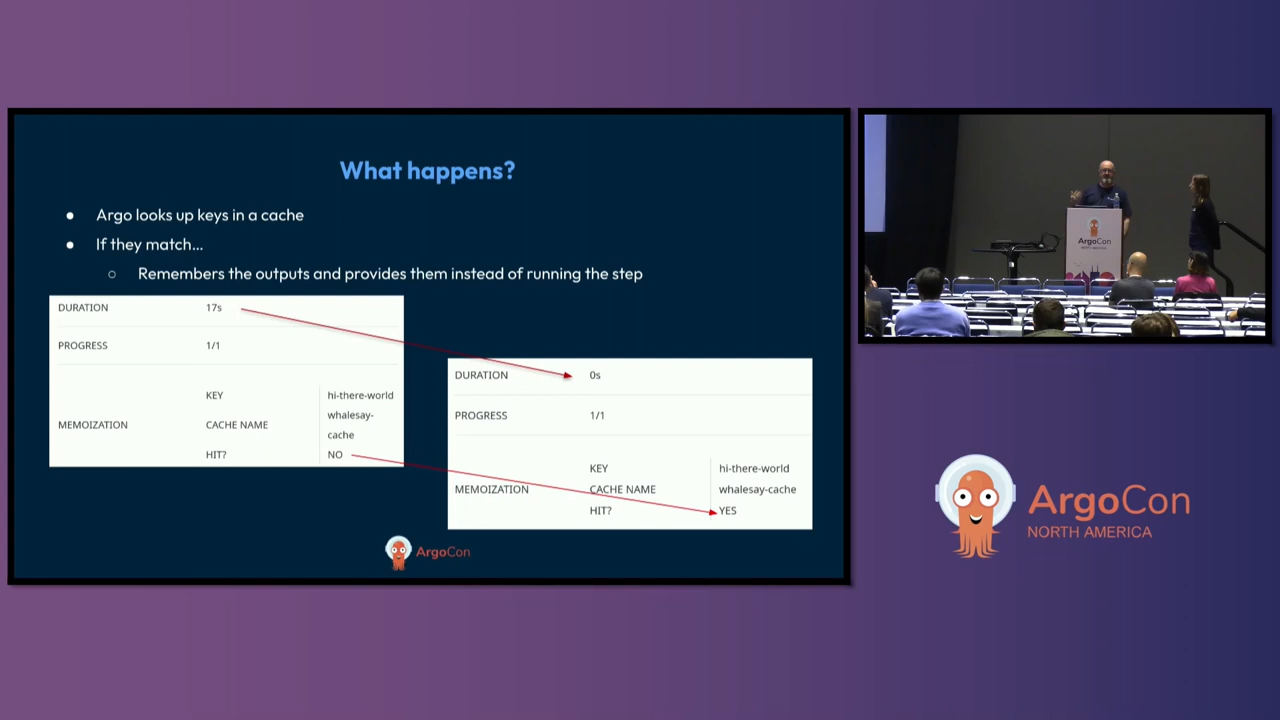 What happens?
● Argo looks up keys in a cache
● If they match...
○ Remembers the outputs and provides them instead of running the step
DURATION 17s
PROGRESS 1/1
MEMOIZATION
KEY hi-there-world
CACHE NAME whalesay-
cache
HIT? NO
DURATION 0s
PROGRESS 1/1
MEMOIZATION
KEY hi-there-world
CACHE NAME whalesay-cache
HIT? YES
ArgoCon
ArgoCon
ArgoCon
NORTH AMERICA